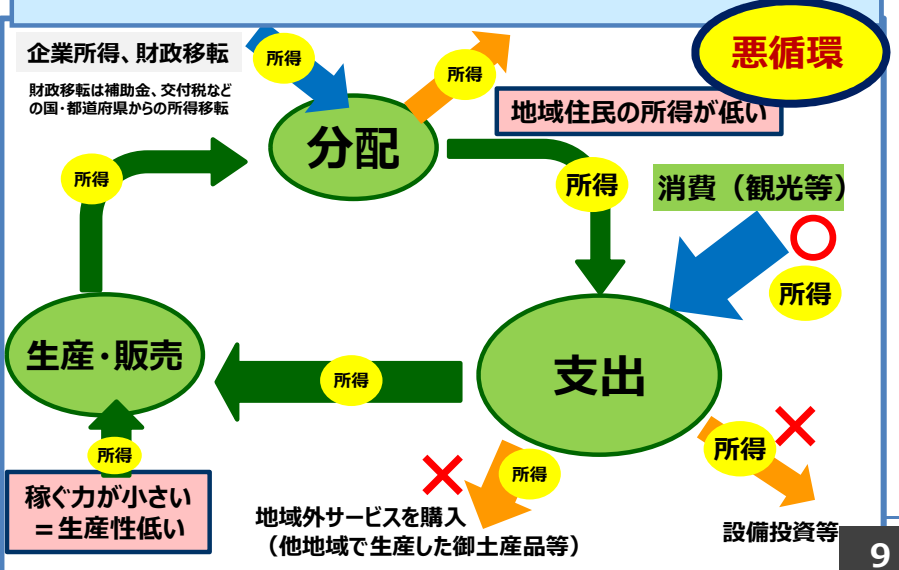 悪循環
企業所得、財政移転
財政移転は補助金、交付税など
の国・都道府県からの所得移転
所得
所得
地域住民の所得が低い
分配
所得
所得
消費（観光等）
所得
生産・販売
所得
支出
所得
稼ぐ力が小さい
＝生産性低い
所得
地域外サービスを購入
（他地域で生産した御土産品等）
所得
設備投資等
9